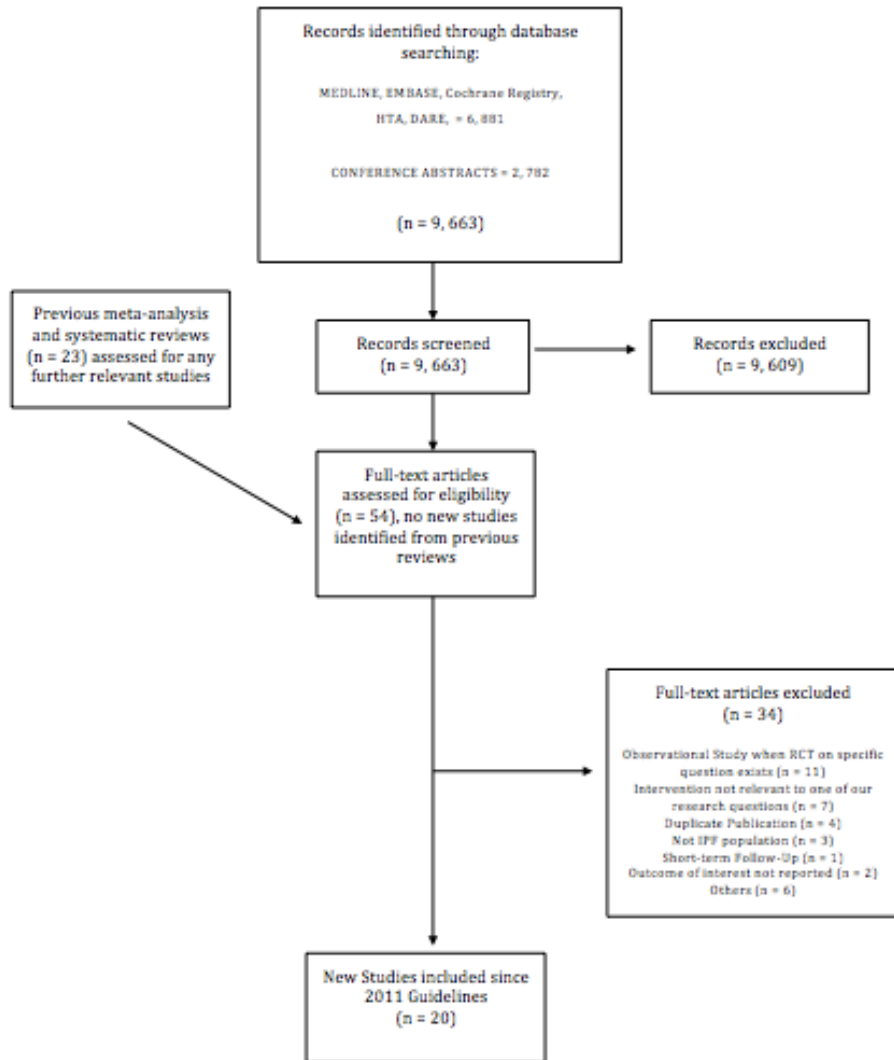 Records identified through database
searching:
MEDLINE, EMBASE, Cochrane Registry,
HTA, DARE, = 6, 881
CONFERENCE ABSTRACTS = 2, 782
(n = 9, 663)
Previous meta-analysis
and systematic reviews
(n = 23) assessed for any
further relevant studies
Records screened
(n = 9, 663)
Records excluded
(n = 9, 609)
Full-text articles
assessed for eligibility
(n = 54), no new studies
identified from previous
reviews
Full-text articles excluded
(n = 34)
Observational Study when RCT on specific
question exists (n = 11)
Intervention not relevant to one of our
research questions (n = 7)
Duplicate Publication (n = 4)
Not IPF population (n = 3)
Short-term Follow-Up (n = 1)
Outcome of interest not reported (n = 2)
Others (n = 6)
New Studies included since
2011 Guidelines
(n = 20)